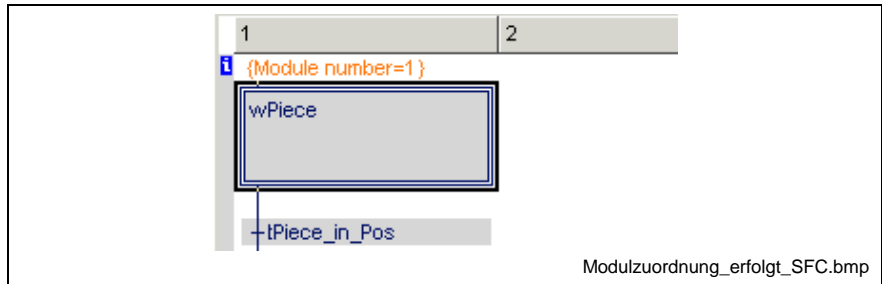 1 2
i {Module number=1}
wPiece
tPiece_in_Pos
Modulzuordnung_erfolgt_SFC.bmp